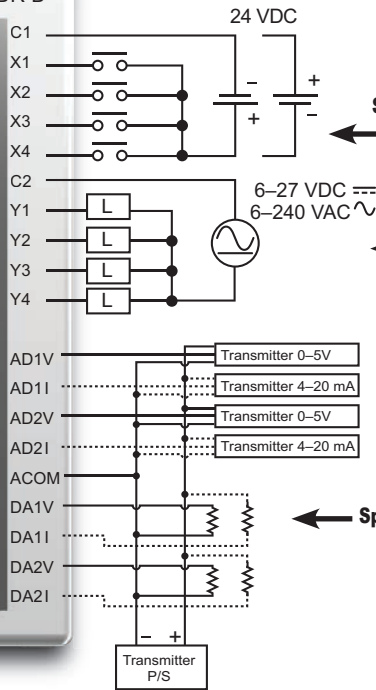 24 VDC
C1
X1
X2
X3
X4
C2
Y1
Y2
Y3
Y4
– +
+ –
L
L
L
L
6–27 VDC
6–240 VAC
AD1V
AD1I
AD2V
AD2I
ACOM
DA1V
DA1I
DA2V
DA2I
Transmitter 0–5V
Transmitter 4–20 mA
Transmitter 0–5V
Transmitter 4–20 mA
– +
Transmitter
P/S